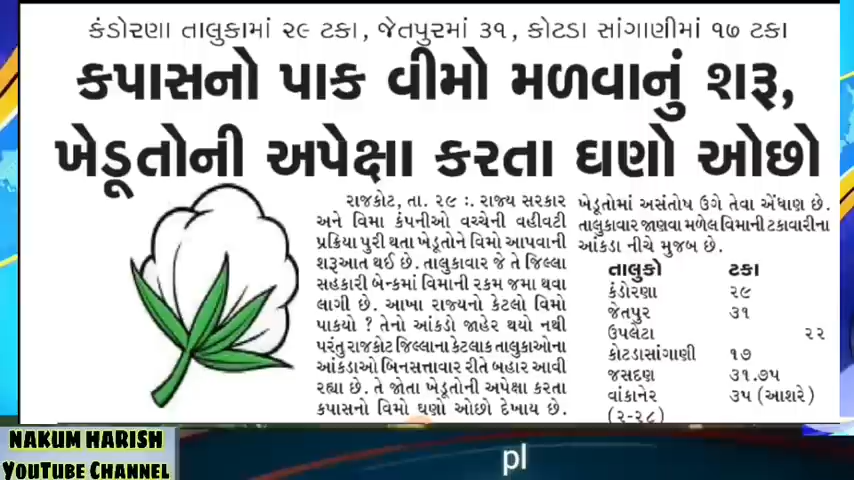 કંડોરણા તાલુકામાં ૨૯ ટકા, જેતપુરમાં ૩૧, કોટડા સાંગાણીમાં ૧૭ ટકા
કપાસનો પાક વીમો મળવાનું શરૂ,
ખેડૂતોની અપેક્ષા કરતા ઘણો ઓછો
રાજકોટ, તા. ૨૯ ઃ. રાજ્ય સરકાર
અને વિમા કંપનીઓ વચ્ચેની વહીવટી
પ્રક્રિયા પુરી થતા ખેડૂતોને વિમો આપવાની
શરૂઆત થઈ છે. તાલુકાવાર જે તે જિલ્લા
સહકારી બેન્કમાં વિમાની રકમ જમા થવા
લાગી છે. આખા રાજ્યનો કેટલો વિમો
પાકયો ? તેનો આંકડો જાહેર થયો નથી
પરંતુ રાજકોટ જિલ્લાના કેટલાક તાલુકાઓના
આંકડાઓ બિનસત્તાવાર રીતે બહાર આવી
રહ્યા છે. તે જોતા ખેડૂતોની અપેક્ષા કરતા
કપાસનો વિમો ઘણો ઓછો દેખાય છે.
ખેડૂતોમાં અસંતોષ ઉગે તેવા એંધાણ છે.
તાલુકાવાર જાણવા મળેલ વિમાની ટકાવારીના
આંકડા નીચે મુજબ છે.
તાલુકો ટકા
કંડોરણા ૨૯
જેતપુર ૩૧
ઉપલેટા ૨૨
કોટડાસાંગાણી ૧૭
જસદણ ૩૧.૭૫
વાંકાનેર ૩૫ (આશરે)
(૨-૨૮)
NAKUM HARISH
YOUTUBE CHANNEL
pl